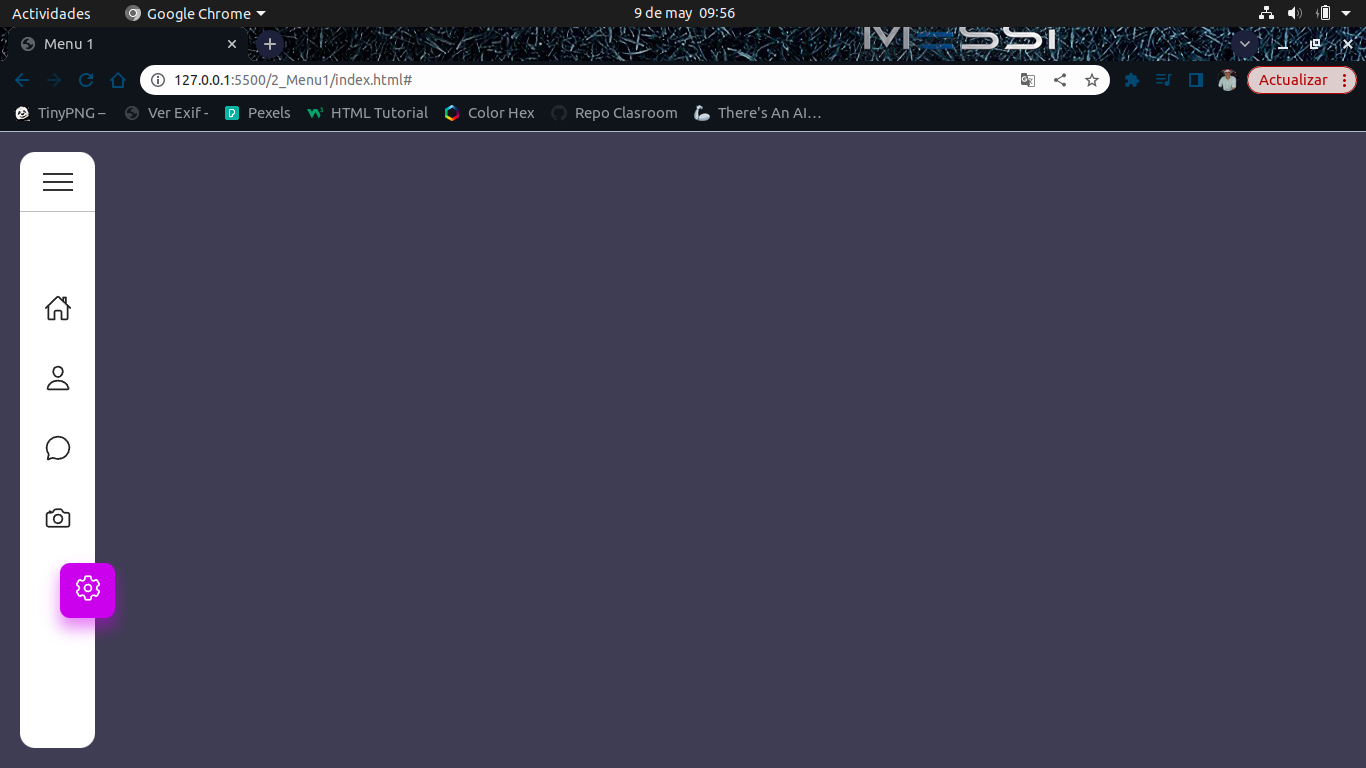 Actividades Google Chrome 9 de may 09:56
MESSI
Menu 1
127.0.0.1:5500/2_Menu1/index.html# Actualizar
TinyPNG – Ver Exif - Pexels HTML Tutorial Color Hex Repo Clasroom There's An AI...